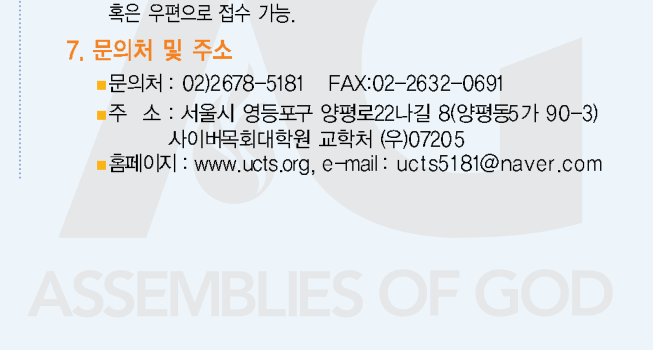 혹은 우편으로 접수 가능.
7. 문의처 및 주소
■문의처 : 02)2678-5181 FAX:02-2632-0691
■주 소 : 서울시 영등포구 양평로22나길 8(양평동5가 90-3)
사이버목회대학원 교학처 (우)07205
■홈페이지 : www.ucts.org, e-mail : ucts5181@naver.com
AG
ASSEMBLIES OF GOD